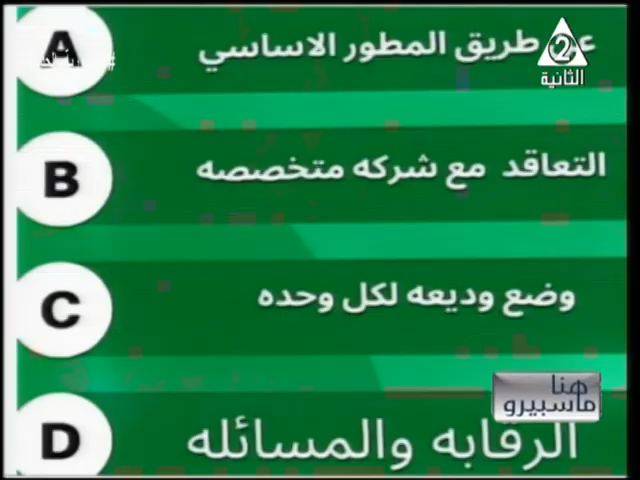 A
عن طريق المطور الاساسي
2
الثانية
B
التعاقد مع شركه متخصصه
C
وضع وديعه لكل وحده
هنا
ماسبيرو
D
الرقابه والمسائله